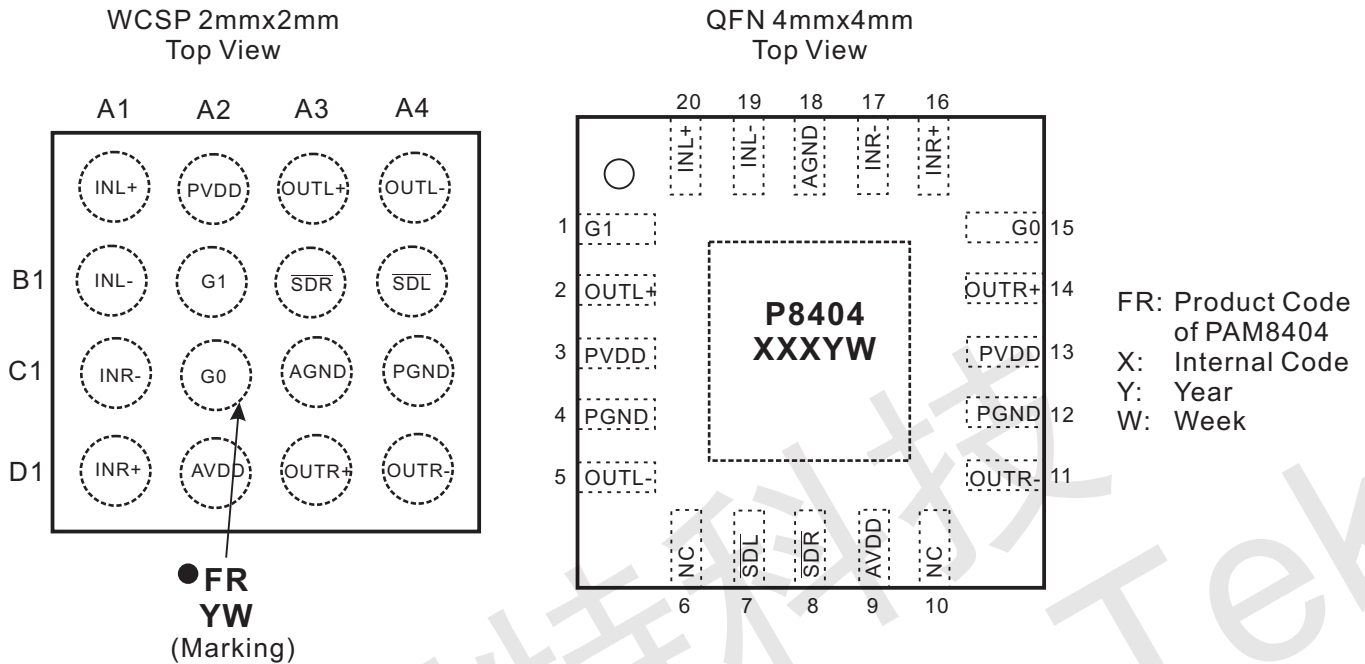 WCSP 2mmx2mm
Top View
A1 A2 A3 A4
INL+ PVDD OUTL+ OUTL-
B1 INL- G1 SDR SDL
C1 INR- G0 AGND PGND
D1 INR+ AVDD OUTR+ OUTR-
FR
YW
(Marking)
QFN 4mmx4mm
Top View
20 19 18 17 16
INL+ INL- AGND INR- INR+
1 G1
2 OUTL+
3 PVDD
4 PGND
5 OUTL-
P8404
XXXYW
G0 15
OUTR+ 14
PVDD 13
PGND 12
OUTR- 11
NC SDL SDR AVDD NC
6 7 8 9 10
FR: Product Code
of PAM8404
X: Internal Code
Y: Year
W: Week
特科技
Tek